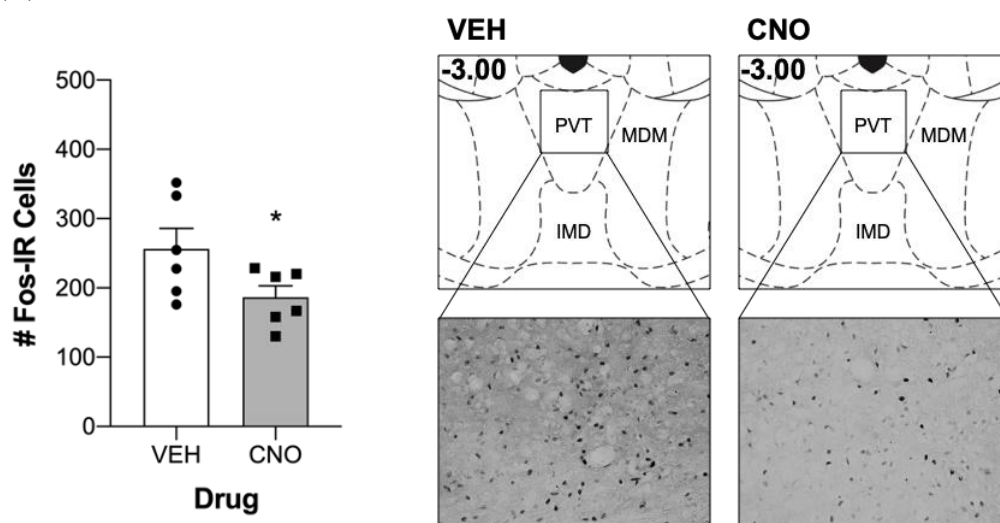 # Fos-IR Cells
500
400
300
200
100
0
*
VEH
CNO
Drug
VEH
-3.00
PVT
MDM
IMD
CNO
-3.00
PVT
MDM
IMD